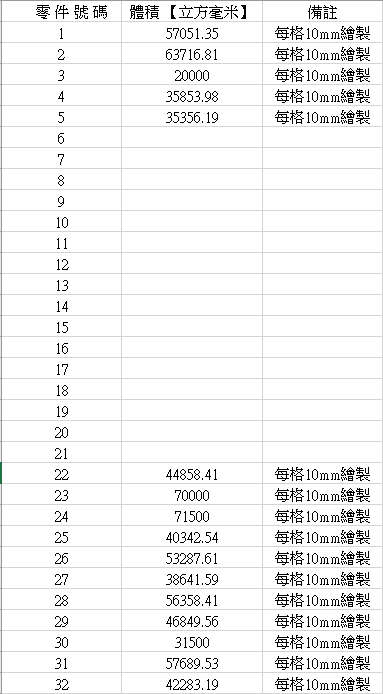 零件號碼 體積【立方毫米】 備註
1 57051.35 每格10mm繪製
2 63716.81 每格10mm繪製
3 20000 每格10mm繪製
4 35853.98 每格10mm繪製
5 35356.19 每格10mm繪製
6
7
8
9
10
11
12
13
14
15
16
17
18
19
20
21
22 44858.41 每格10mm繪製
23 70000 每格10mm繪製
24 71500 每格10mm繪製
25 40342.54 每格10mm繪製
26 53287.61 每格10mm繪製
27 38641.59 每格10mm繪製
28 56358.41 每格10mm繪製
29 46849.56 每格10mm繪製
30 31500 每格10mm繪製
31 57689.53 每格10mm繪製
32 42283.19 每格10mm繪製